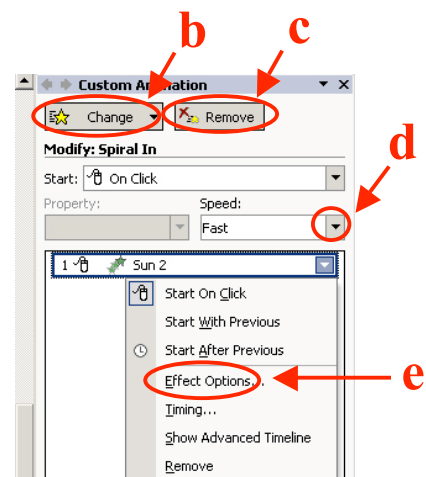 b c
Custom Animation
Change Remove
Modify: Spiral In
d
Start: On Click
Property: Speed:
Fast
1 Sun 2
Start On Click
Start With Previous
Start After Previous
Effect Options... e
Timing...
Show Advanced Timeline
Remove